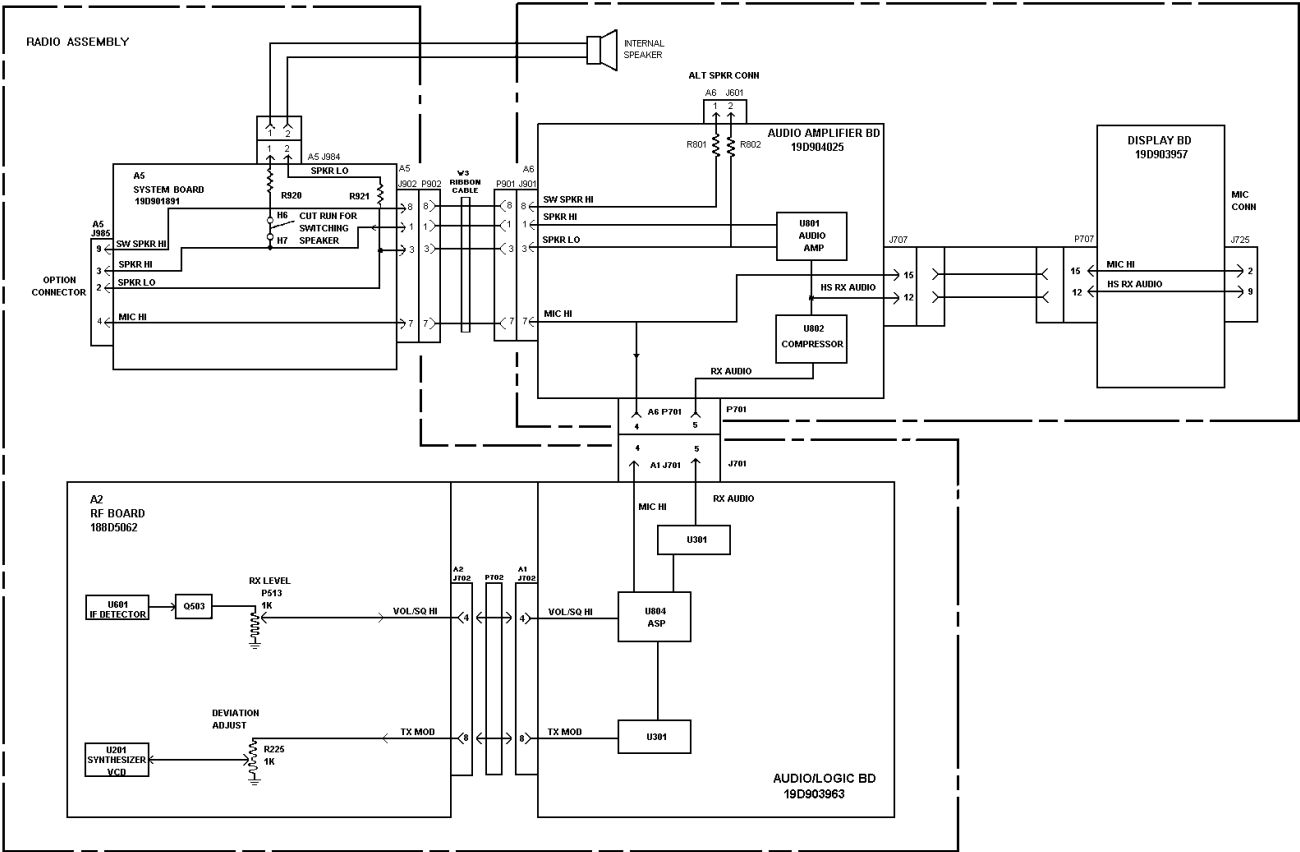 RADIO ASSEMBLY
INTERNAL
SPEAKER
ALT SPKR CONN
A6 J601
1 2
R801
R802
AUDIO AMPLIFIER BD
19D904025
DISPLAY BD
19D903957
MIC
CONN
1 2
1 2
A5 J984
SPKR LO
R920
R921
A5
SYSTEM BOARD
19D901891
H6
H7
CUT RUN FOR
SWITCHING
SPEAKER
A5
J985
9 SW SPKR HI
3 SPKR HI
2 SPKR LO
4 MIC HI
OPTION
CONNECTOR
A5
J902 P902
8 8
1 1
3 3
7 7
W3
RIBBON
CABLE
A6
P901 J901
8 8 SW SPKR HI
1 1 SPKR HI
3 3 SPKR LO
7 7 MIC HI
U801
AUDIO
AMP
HS RX AUDIO
U802
COMPRESSOR
RX AUDIO
J707
15
12
P707
15 MIC HI
12 HS RX AUDIO
J725
2
9
A6 P701
P701
4 5
4 5
A1 J701
J701
MIC HI
RX AUDIO
A2
RF BOARD
188D5062
U301
RX LEVEL
P513
1K
U601
IF DETECTOR
Q503
VOL/SQ HI
A2
J702
P702
A1
J702
4 4
VOL/SQ HI
U804
ASP
DEVIATION
ADJUST
R225
1K
U201
SYNTHESIZER
VCD
TX MOD
8 8
TX MOD
U301
AUDIO/LOGIC BD
19D903963